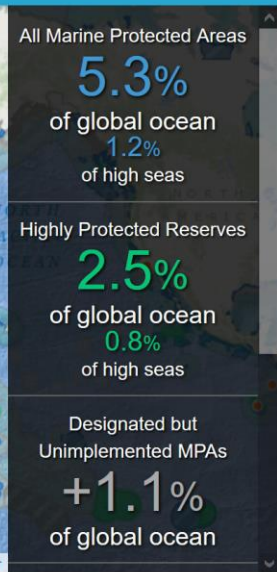 All Marine Protected Areas
5.3%
of global ocean
1.2%
of high seas
Highly Protected Reserves
2.5%
of global ocean
0.8%
of high seas
Designated but
Unimplemented MPAs
+1.1%
of global ocean